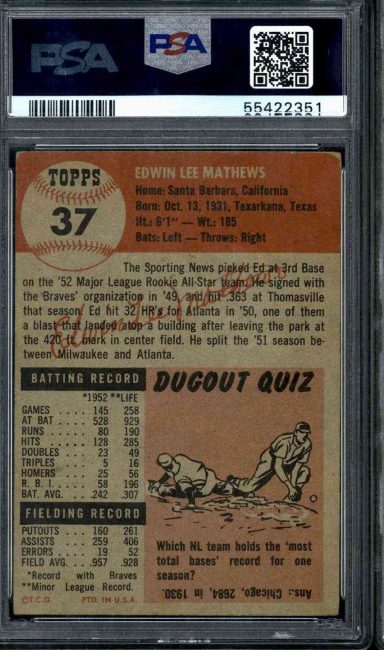 PSA
PSA
55422351
TOPPS
37
EDWIN LEE MATHEWS
Home: Santa Barbara, California
Born: Oct. 13, 1931, Texarkana, Texas
Ht.: 6'1" — Wt.: 185
Bats: Left — Throws: Right
The Sporting News picked Ed at 3rd Base
on the '52 Major League Rookie All-Star team. He signed
with the 'Braves' organization in '49, and hit .363 at Thomasville
that season. Ed hit 32 HR's for Atlanta in '50, one of them
a blast that landed atop a building after leaving the park at
the 420 ft. mark in center field. He split the '51 season be-
tween Milwaukee and Atlanta.
BATTING RECORD
*1952 **LIFE
GAMES .... 145 258
AT BAT .... 528 929
RUNS .... 80 190
HITS .... 128 285
DOUBLES .. 23 49
TRIPLES ... 5 16
HOMERS ... 25 56
R. B. I. .... 58 196
BAT. AVG. . .242 .307
FIELDING RECORD
PUTOUTS .. 160 261
ASSISTS ... 259 406
ERRORS ... 19 52
FIELD AVG.. .957 .928
*Record with Braves
**Minor League Record.
©T.C.G. PTD. IN U.S.A.
DUGOUT QUIZ
Which NL team holds the 'most
total bases' record for one
season?
Ans.: Chicago, 2684, in 1930.